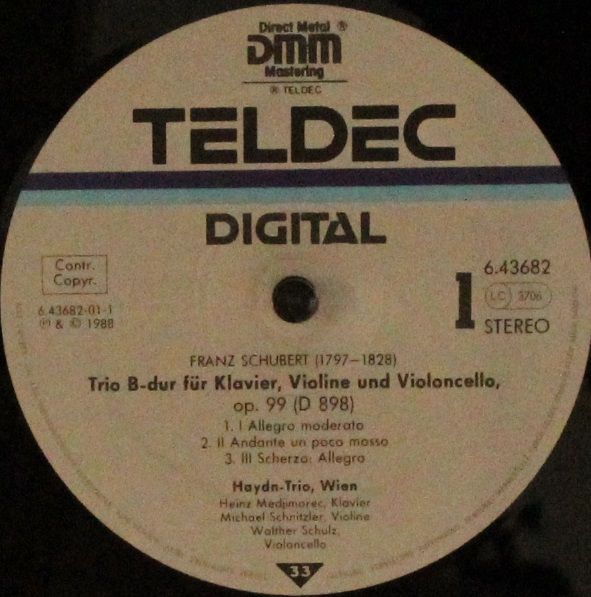 Direct Metal ®
DMM
Mastering
® TELDEC
TELDEC
DIGITAL
Contr.
Copyr.
6.43682-01-1
℗ & © 1988
1
6.43682
LC 3706
STEREO
FRANZ SCHUBERT (1797–1828)
Trio B-dur für Klavier, Violine und Violoncello,
op. 99 (D 898)
1. I Allegro moderato
2. II Andante un poco mosso
3. III Scherzo: Allegro
Haydn-Trio, Wien
Heinz Medjimorec, Klavier
Michael Schnitzler, Violine
Walther Schulz,
Violoncello
33